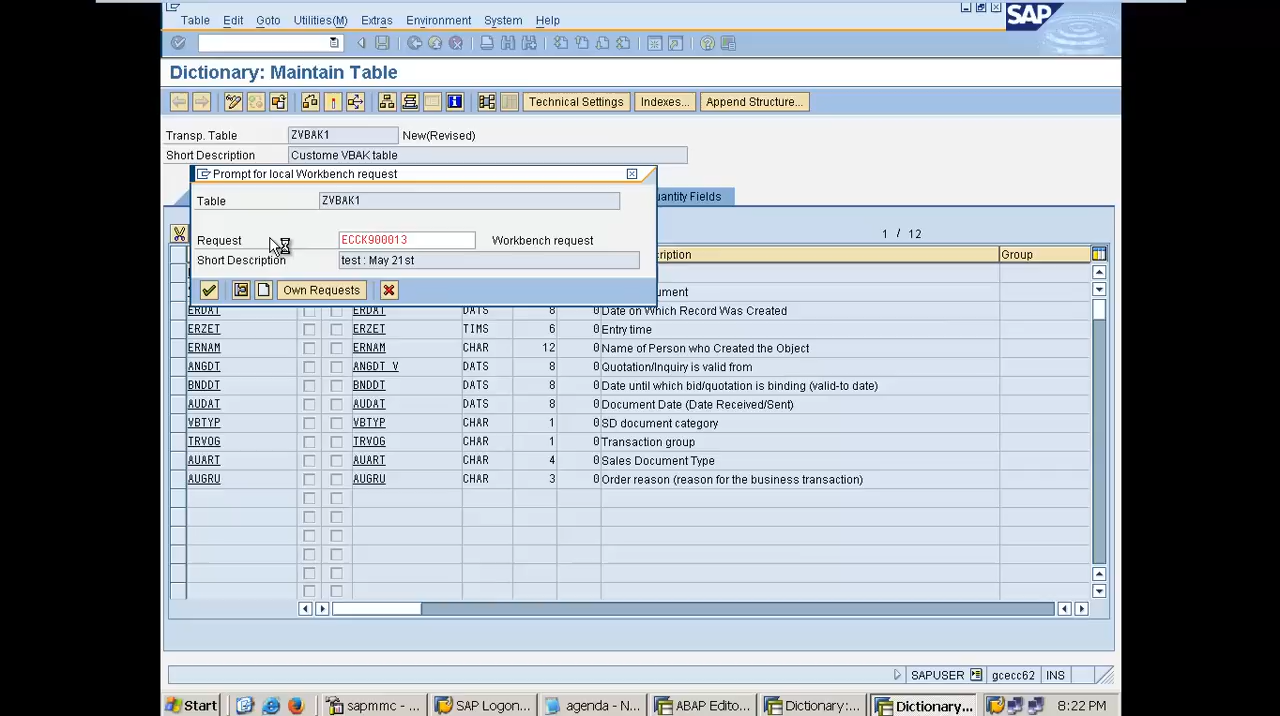 Table Edit Goto Utilities(M) Extras Environment System Help
SAP
Dictionary: Maintain Table
Technical Settings Indexes... Append Structure...
Transp. Table ZVBAK1 New(Revised)
Short Description Custome VBAK table
Prompt for local Workbench request
Table ZVBAK1
Request ECCK900013 Workbench request
Short Description test : May 21st
Own Requests
uantity Fields
1 / 12
ription Group
ument
ERDAT ERDAT DATS 8 0 Date on Which Record Was Created
ERZET ERZET TIMS 6 0 Entry time
ERNAM ERNAM CHAR 12 0 Name of Person who Created the Object
ANGDT ANGDT_V DATS 8 0 Quotation/Inquiry is valid from
BNDDT BNDDT DATS 8 0 Date until which bid/quotation is binding (valid-to date)
AUDAT AUDAT DATS 8 0 Document Date (Date Received/Sent)
VBTYP VBTYP CHAR 1 0 SD document category
TRVOG TRVOG CHAR 1 0 Transaction group
AUART AUART CHAR 4 0 Sales Document Type
AUGRU AUGRU CHAR 3 0 Order reason (reason for the business transaction)
SAPUSER gcecc62 INS
Start sapmmc - ... SAP Logon... agenda - N... ABAP Edito... Dictionary:... Dictionary... 8:22 PM